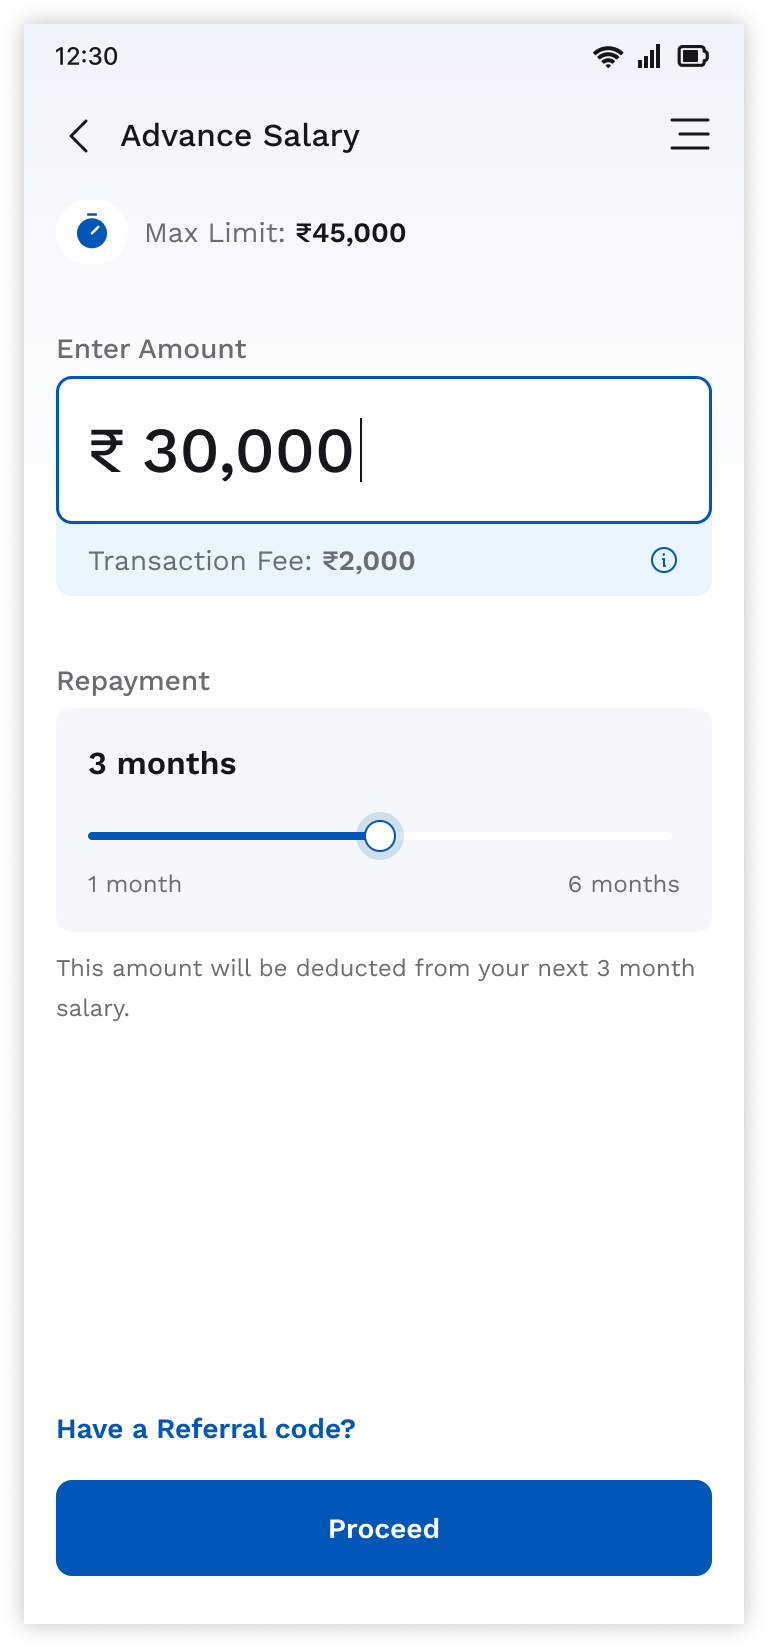 12:30
Advance Salary
Max Limit: ₹45,000
Enter Amount
₹ 30,000
Transaction Fee: ₹2,000
Repayment
3 months
1 month 6 months
This amount will be deducted from your next 3 month
salary.
Have a Referral code?
Proceed